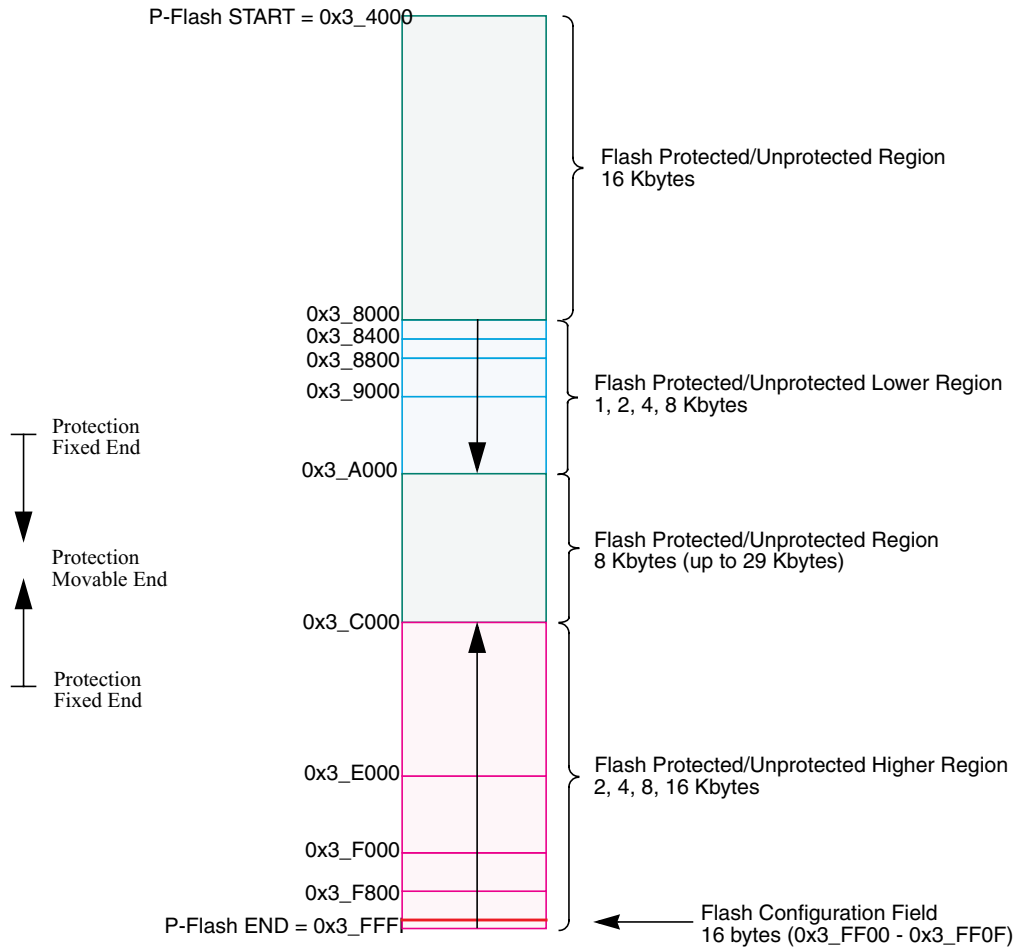 P-Flash START = 0x3_4000
Flash Protected/Unprotected Region
16 Kbytes
0x3_8000
0x3_8400
0x3_8800
0x3_9000
Flash Protected/Unprotected Lower Region
1, 2, 4, 8 Kbytes
Protection
Fixed End
0x3_A000
Protection
Movable End
Flash Protected/Unprotected Region
8 Kbytes (up to 29 Kbytes)
0x3_C000
Protection
Fixed End
0x3_E000
Flash Protected/Unprotected Higher Region
2, 4, 8, 16 Kbytes
0x3_F000
0x3_F800
P-Flash END = 0x3_FFF
Flash Configuration Field
16 bytes (0x3_FF00 - 0x3_FF0F)